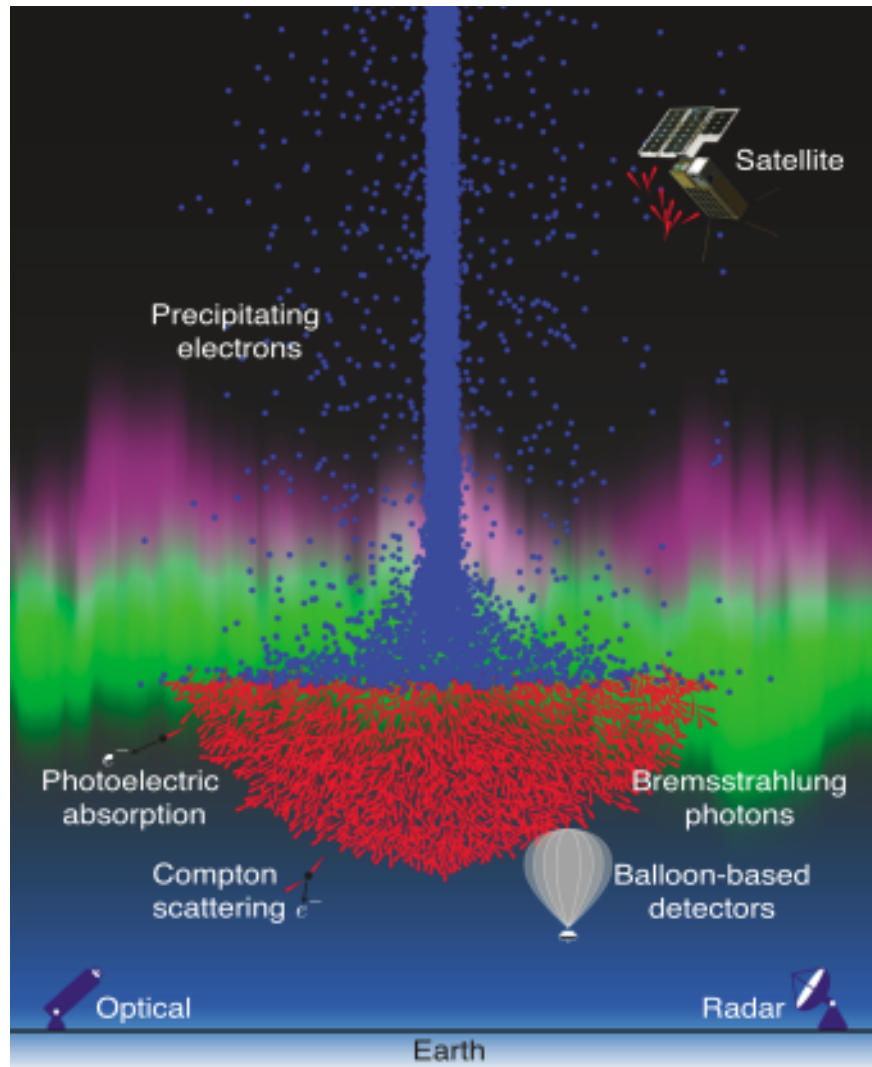 Satellite
Precipitating
electrons
e⁻
Photoelectric
absorption
Bremsstrahlung
photons
Compton
scattering e⁻
Balloon-based
detectors
Optical
Radar
Earth